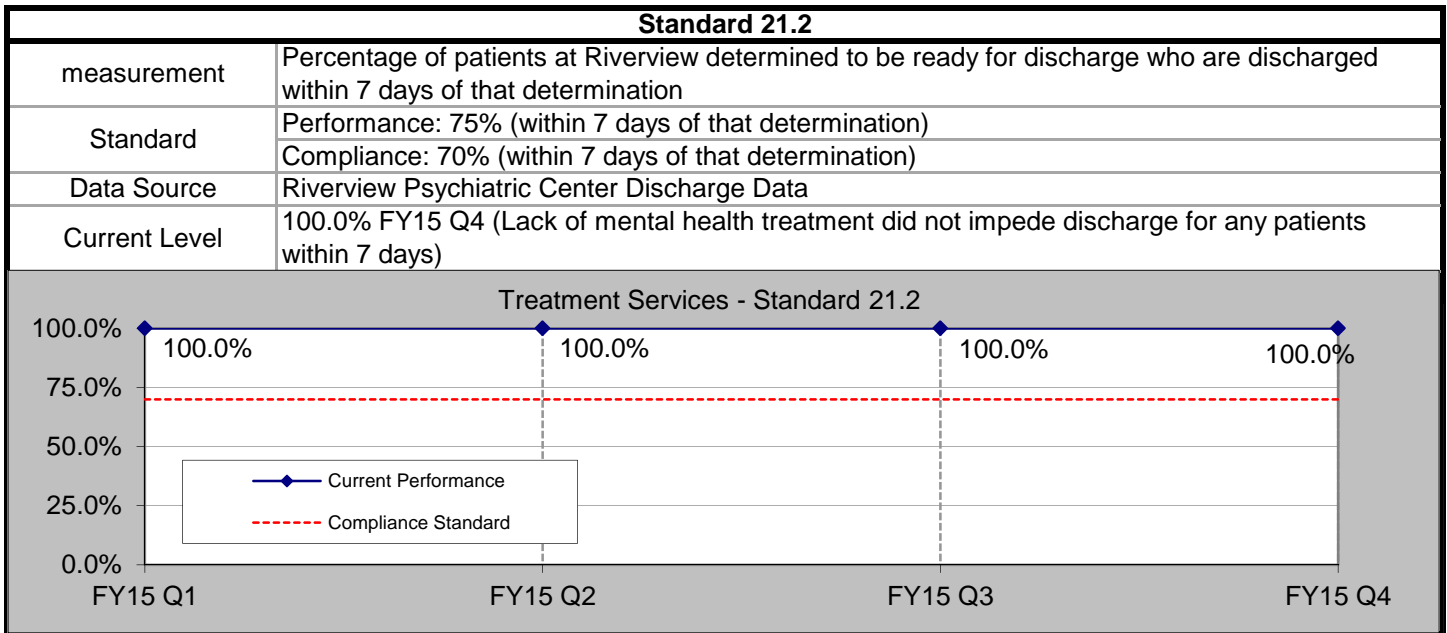 Standard 21.2
measurement
Percentage of patients at Riverview determined to be ready for discharge who are discharged
within 7 days of that determination
Standard
Performance: 75% (within 7 days of that determination)
Compliance: 70% (within 7 days of that determination)
Data Source
Riverview Psychiatric Center Discharge Data
Current Level
100.0% FY15 Q4 (Lack of mental health treatment did not impede discharge for any patients
within 7 days)
Treatment Services - Standard 21.2
100.0%
100.0% 100.0% 100.0% 100.0%
75.0%
50.0%
Current Performance
25.0%
Compliance Standard
0.0%
FY15 Q1 FY15 Q2 FY15 Q3 FY15 Q4